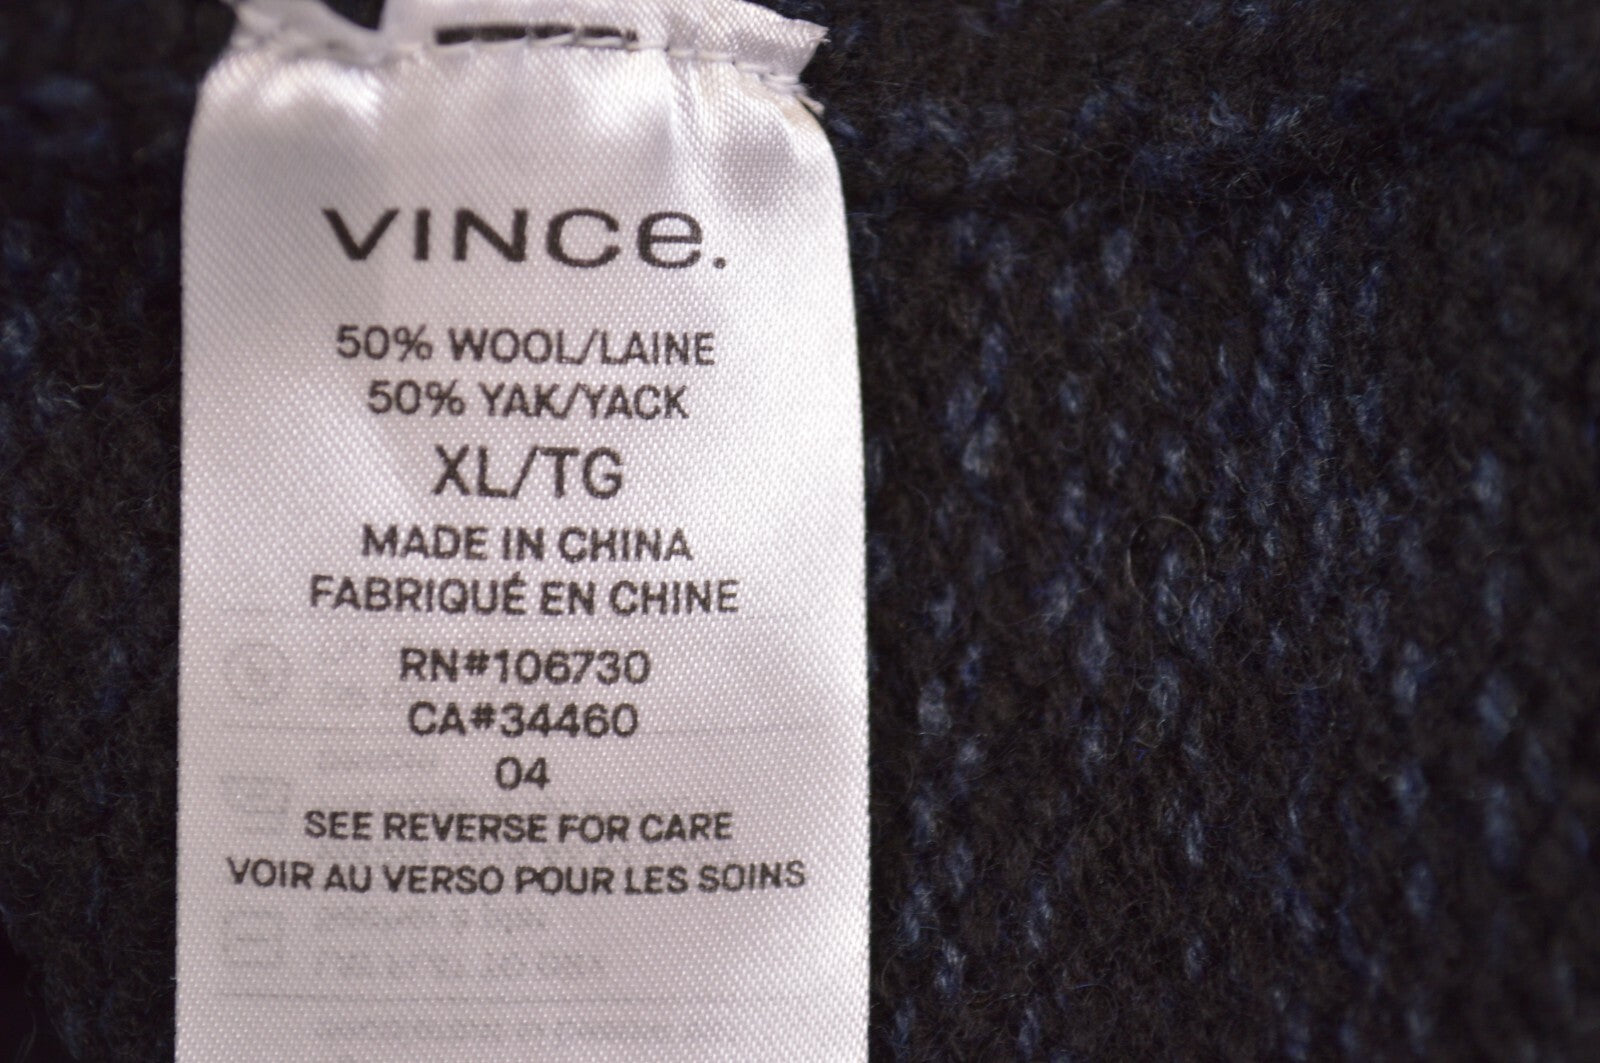 VINCE.
50% WOOL/LAINE
50% YAK/YACK
XL/TG
MADE IN CHINA
FABRIQUÉ EN CHINE
RN#106730
CA#34460
04
SEE REVERSE FOR CARE
VOIR AU VERSO POUR LES SOINS